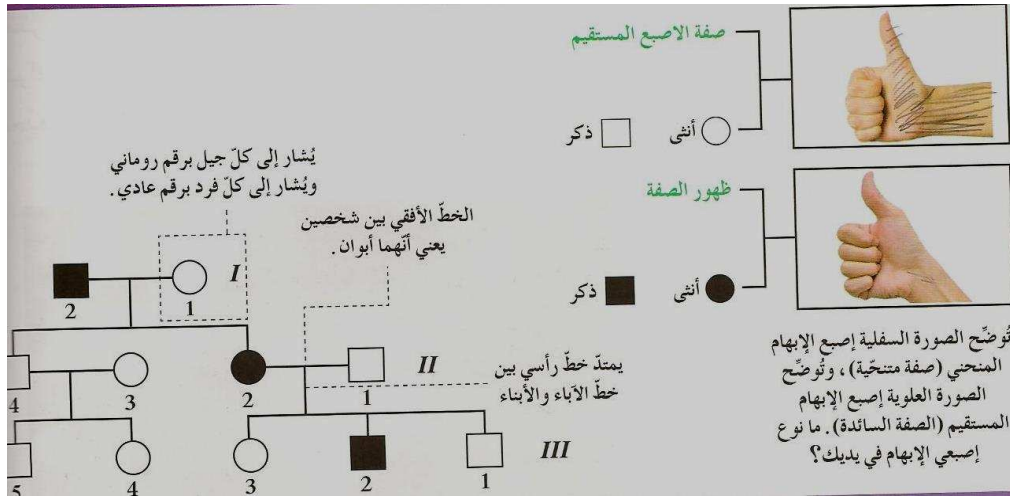 صفة الاصبع المستقيم
أنثى
ذكر
ظهور الصفة
أنثى
ذكر
تُوضِّح الصورة السفلية إصبع الإبهام
المنحني (صفة متنحّية)، وتُوضِّح
الصورة العلوية إصبع الإبهام
المستقيم (الصفة السائدة). ما نوع
إصبعي الإبهام في يديك؟
يُشار إلى كلّ جيل برقم روماني
ويُشار إلى كلّ فرد برقم عادي.
الخطّ الأفقي بين شخصين
يعني أنّهما أبوان.
I
1
2
يمتدّ خطّ رأسي بين
خطّ الآباء والأبناء
II
1
2
3
4
III
1
2
3
4
5